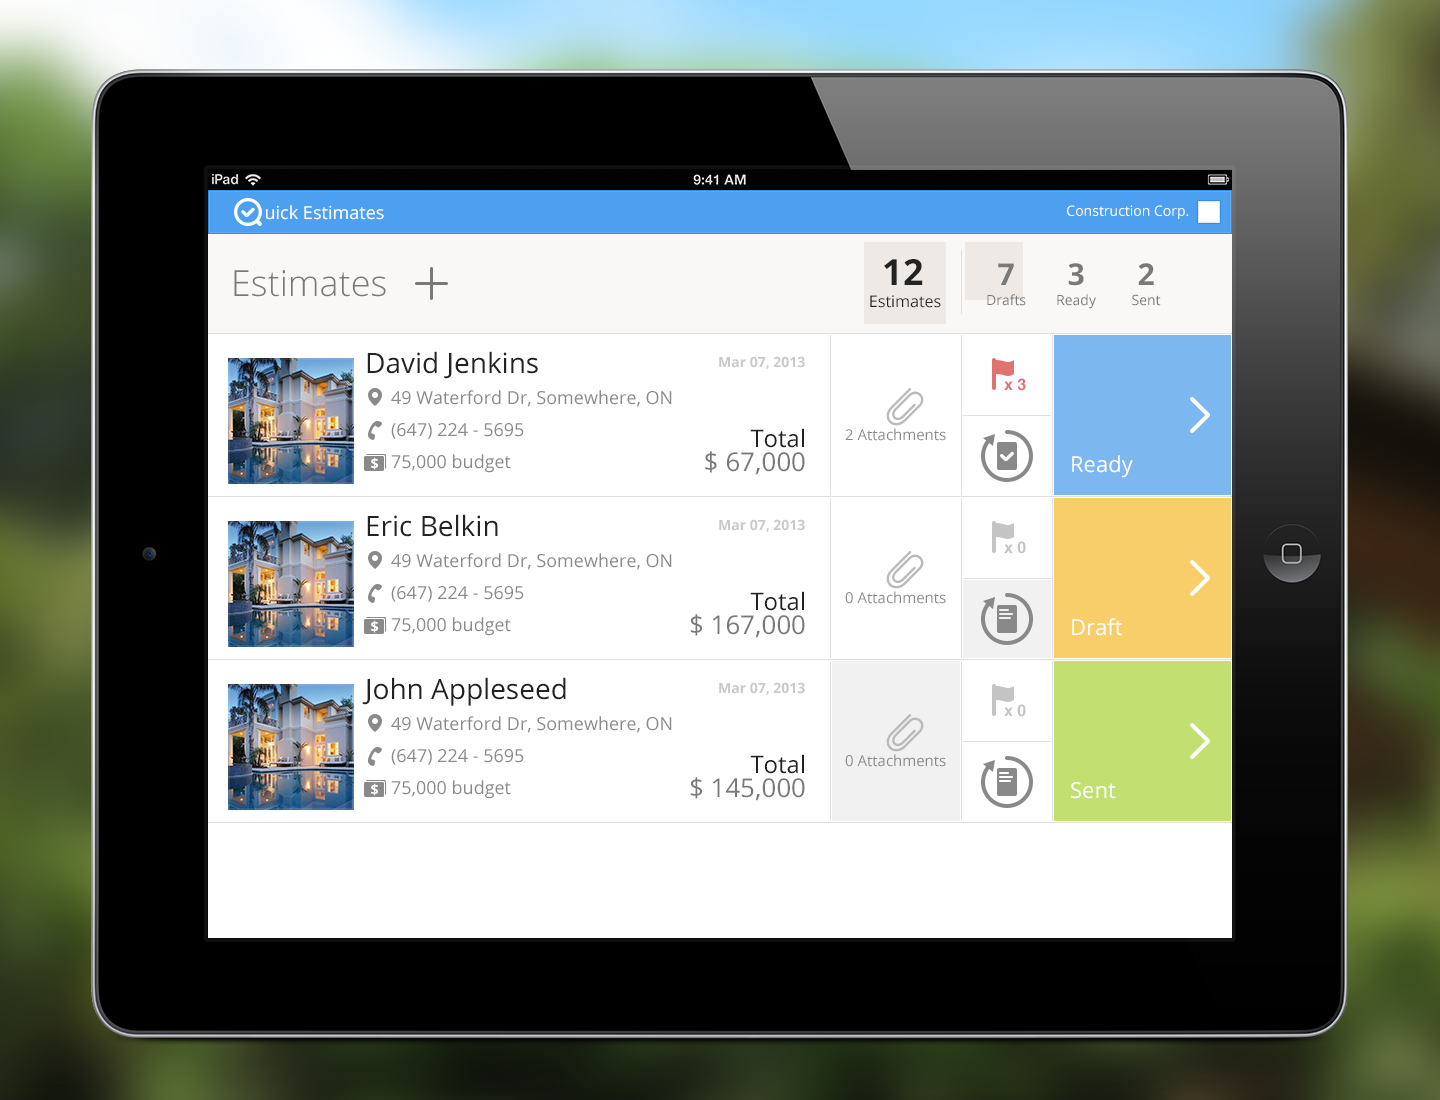 iPad 9:41 AM
Quick Estimates
Construction Corp.
Estimates
12
Estimates
7
Drafts
3
Ready
2
Sent
David Jenkins
Mar 07, 2013
49 Waterford Dr, Somewhere, ON
(647) 224 - 5695
$ 75,000 budget
Total
$ 67,000
2 Attachments
x 3
Ready
Eric Belkin
Mar 07, 2013
49 Waterford Dr, Somewhere, ON
(647) 224 - 5695
$ 75,000 budget
Total
$ 167,000
0 Attachments
x 0
Draft
John Appleseed
Mar 07, 2013
49 Waterford Dr, Somewhere, ON
(647) 224 - 5695
$ 75,000 budget
Total
$ 145,000
0 Attachments
x 0
Sent